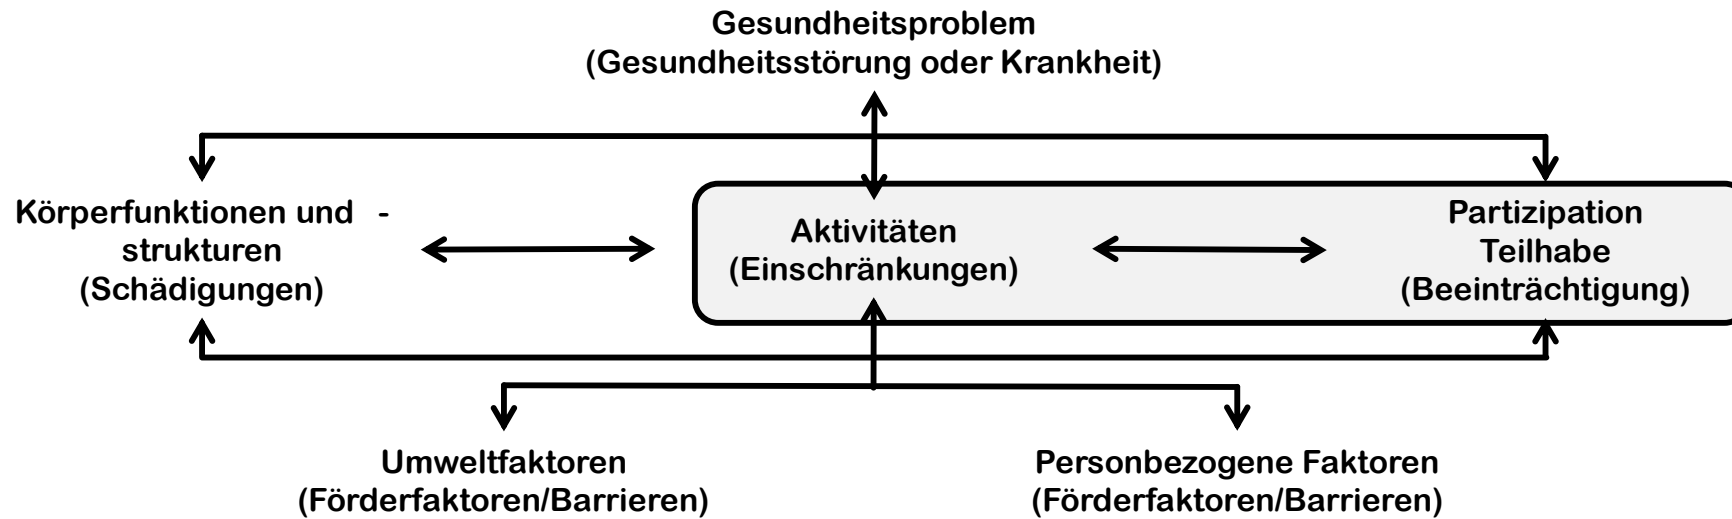 Gesundheitsproblem
(Gesundheitsstörung oder Krankheit)
Körperfunktionen und -
strukturen
(Schädigungen)
Aktivitäten
(Einschränkungen)
Partizipation
Teilhabe
(Beeinträchtigung)
Umweltfaktoren
(Förderfaktoren/Barrieren)
Personbezogene Faktoren
(Förderfaktoren/Barrieren)